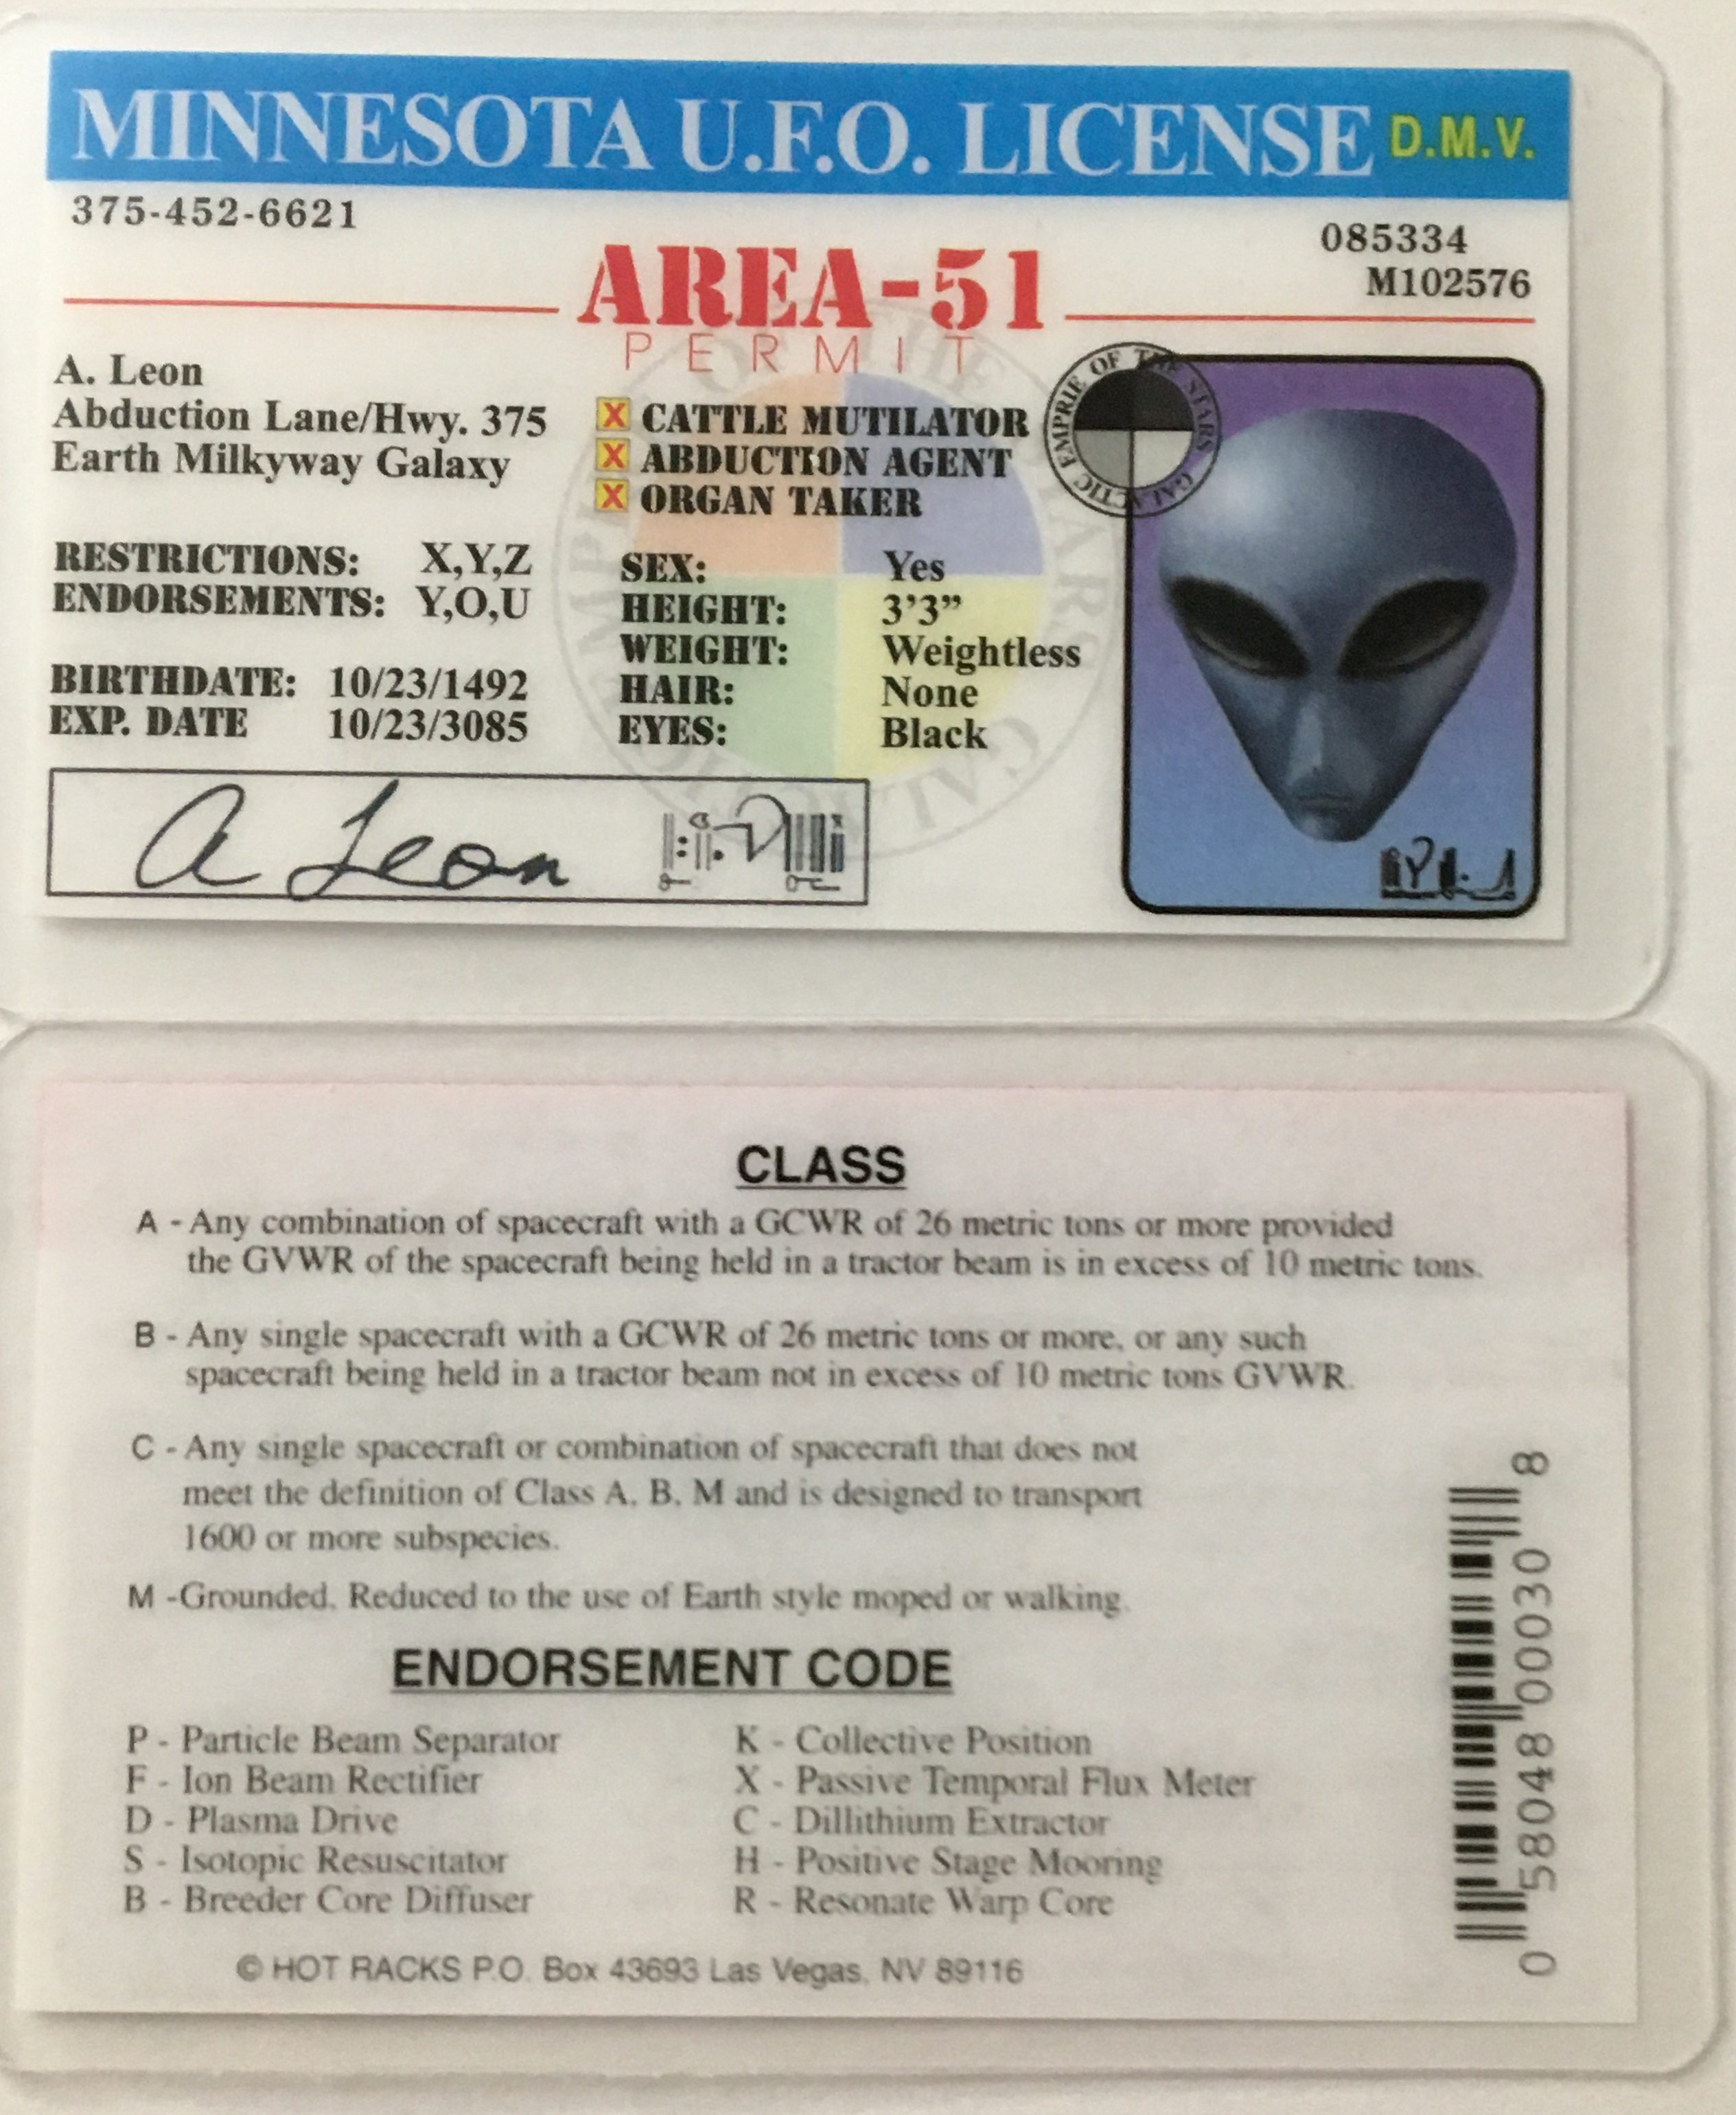 MINNESOTA U.F.O. LICENSE D.M.V.
375-452-6621
085334
M102576
AREA-51
PERMIT
A. Leon
Abduction Lane/Hwy. 375
Earth Milkyway Galaxy
X CATTLE MUTILATOR
X ABDUCTION AGENT
X ORGAN TAKER
GALACTIC EMPRIE OF THE STARS
RESTRICTIONS: X,Y,Z
ENDORSEMENTS: Y,O,U
BIRTHDATE: 10/23/1492
EXP. DATE 10/23/3085
SEX: Yes
HEIGHT: 3'3”
WEIGHT: Weightless
HAIR: None
EYES: Black
A Leon
CLASS
A - Any combination of spacecraft with a GCWR of 26 metric tons or more provided
the GVWR of the spacecraft being held in a tractor beam is in excess of 10 metric tons.
B - Any single spacecraft with a GCWR of 26 metric tons or more, or any such
spacecraft being held in a tractor beam not in excess of 10 metric tons GVWR.
C - Any single spacecraft or combination of spacecraft that does not
meet the definition of Class A, B, M and is designed to transport
1600 or more subspecies.
M -Grounded. Reduced to the use of Earth style moped or walking.
ENDORSEMENT CODE
P - Particle Beam Separator
F - Ion Beam Rectifier
D - Plasma Drive
S - Isotopic Resuscitator
B - Breeder Core Diffuser
K - Collective Position
X - Passive Temporal Flux Meter
C - Dillithium Extractor
H - Positive Stage Mooring
R - Resonate Warp Core
© HOT RACKS P.O. Box 43693 Las Vegas, NV 89116
0 58048 00030 8